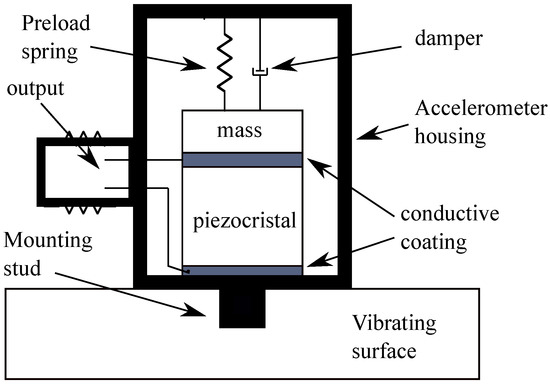 Preload
spring
damper
output
Accelerometer
housing
mass
piezocristal
conductive
coating
Mounting
stud
Vibrating
surface